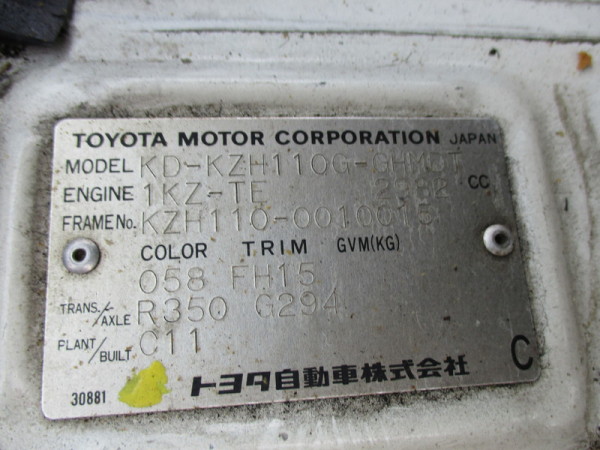 TOYOTA MOTOR CORPORATION JAPAN
MODEL KD-KZH110G-GHMGT
ENGINE 1KZ-TE 2982 CC
FRAME No. KZH110-0010015
COLOR TRIM GVM(KG)
058 FH15
TRANS./AXLE R350 G294
PLANT/BUILT C11
30881 トヨタ自動車株式会社 C